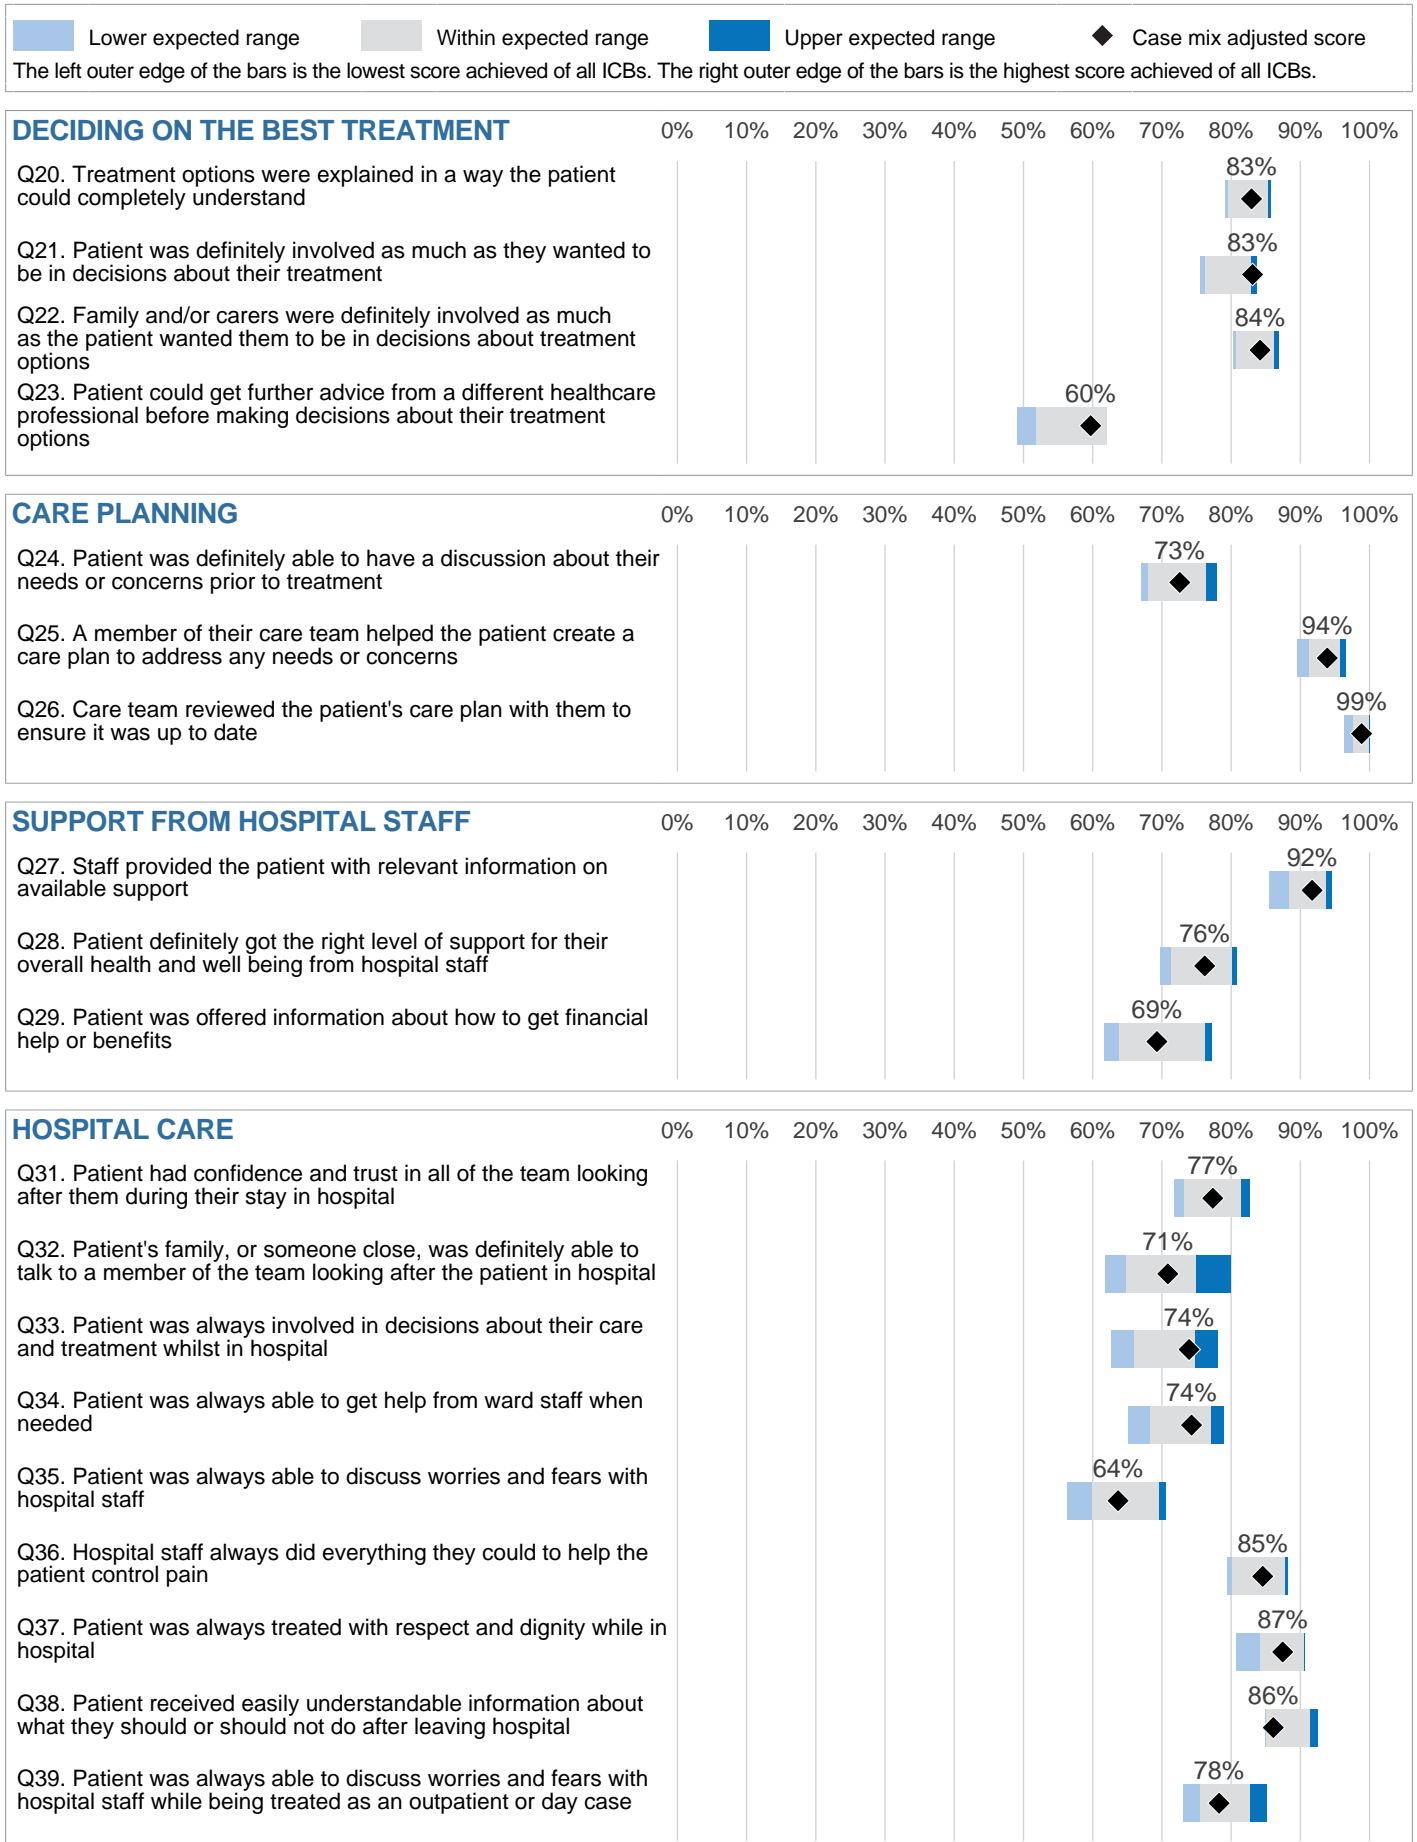 Lower expected range Within expected range Upper expected range Case mix adjusted score
The left outer edge of the bars is the lowest score achieved of all ICBs. The right outer edge of the bars is the highest score achieved of all ICBs.
DECIDING ON THE BEST TREATMENT 0% 10% 20% 30% 40% 50% 60% 70% 80% 90% 100%
Q20. Treatment options were explained in a way the patient
could completely understand
83%
Q21. Patient was definitely involved as much as they wanted to
be in decisions about their treatment
83%
Q22. Family and/or carers were definitely involved as much
as the patient wanted them to be in decisions about treatment
options
84%
Q23. Patient could get further advice from a different healthcare
professional before making decisions about their treatment
options
60%
CARE PLANNING 0% 10% 20% 30% 40% 50% 60% 70% 80% 90% 100%
Q24. Patient was definitely able to have a discussion about their
needs or concerns prior to treatment
73%
Q25. A member of their care team helped the patient create a
care plan to address any needs or concerns
94%
Q26. Care team reviewed the patient's care plan with them to
ensure it was up to date
99%
SUPPORT FROM HOSPITAL STAFF 0% 10% 20% 30% 40% 50% 60% 70% 80% 90% 100%
Q27. Staff provided the patient with relevant information on
available support
92%
Q28. Patient definitely got the right level of support for their
overall health and well being from hospital staff
76%
Q29. Patient was offered information about how to get financial
help or benefits
69%
HOSPITAL CARE 0% 10% 20% 30% 40% 50% 60% 70% 80% 90% 100%
Q31. Patient had confidence and trust in all of the team looking
after them during their stay in hospital
77%
Q32. Patient's family, or someone close, was definitely able to
talk to a member of the team looking after the patient in hospital
71%
Q33. Patient was always involved in decisions about their care
and treatment whilst in hospital
74%
Q34. Patient was always able to get help from ward staff when
needed
74%
Q35. Patient was always able to discuss worries and fears with
hospital staff
64%
Q36. Hospital staff always did everything they could to help the
patient control pain
85%
Q37. Patient was always treated with respect and dignity while in
hospital
87%
Q38. Patient received easily understandable information about
what they should or should not do after leaving hospital
86%
Q39. Patient was always able to discuss worries and fears with
hospital staff while being treated as an outpatient or day case
78%